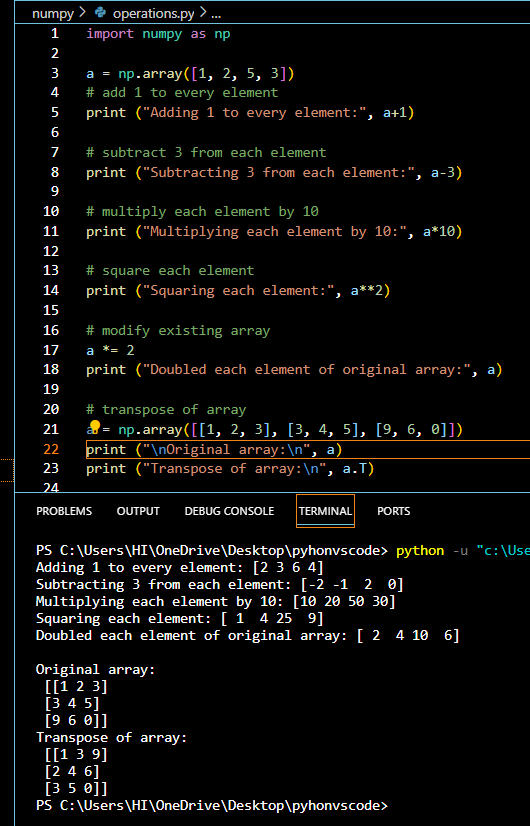 numpy > operations.py > ...
1 import numpy as np
2
3 a = np.array([1, 2, 5, 3])
4 # add 1 to every element
5 print ("Adding 1 to every element:", a+1)
6
7 # subtract 3 from each element
8 print ("Subtracting 3 from each element:", a-3)
9
10 # multiply each element by 10
11 print ("Multiplying each element by 10:", a*10)
12
13 # square each element
14 print ("Squaring each element:", a**2)
15
16 # modify existing array
17 a *= 2
18 print ("Doubled each element of original array:", a)
19
20 # transpose of array
21 a = np.array([[1, 2, 3], [3, 4, 5], [9, 6, 0]])
22 print ("\nOriginal array:\n", a)
23 print ("Transpose of array:\n", a.T)
24
PROBLEMS OUTPUT DEBUG CONSOLE TERMINAL PORTS
PS C:\Users\HI\OneDrive\Desktop\pyhonvscode> python -u "c:\Use
Adding 1 to every element: [2 3 6 4]
Subtracting 3 from each element: [-2 -1  2  0]
Multiplying each element by 10: [10 20 50 30]
Squaring each element: [ 1  4 25  9]
Doubled each element of original array: [ 2  4 10  6]
Original array:
[[1 2 3]
[3 4 5]
[9 6 0]]
Transpose of array:
[[1 3 9]
[2 4 6]
[3 5 0]]
PS C:\Users\HI\OneDrive\Desktop\pyhonvscode>